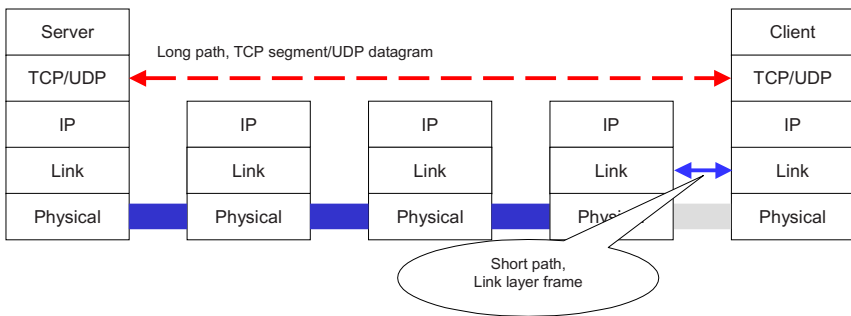 Server
Client
Long path, TCP segment/UDP datagram
TCP/UDP
TCP/UDP
IP
IP
IP
IP
IP
Link
Link
Link
Link
Link
Physical
Physical
Physical
Physical
Physical
Short path,
Link layer frame